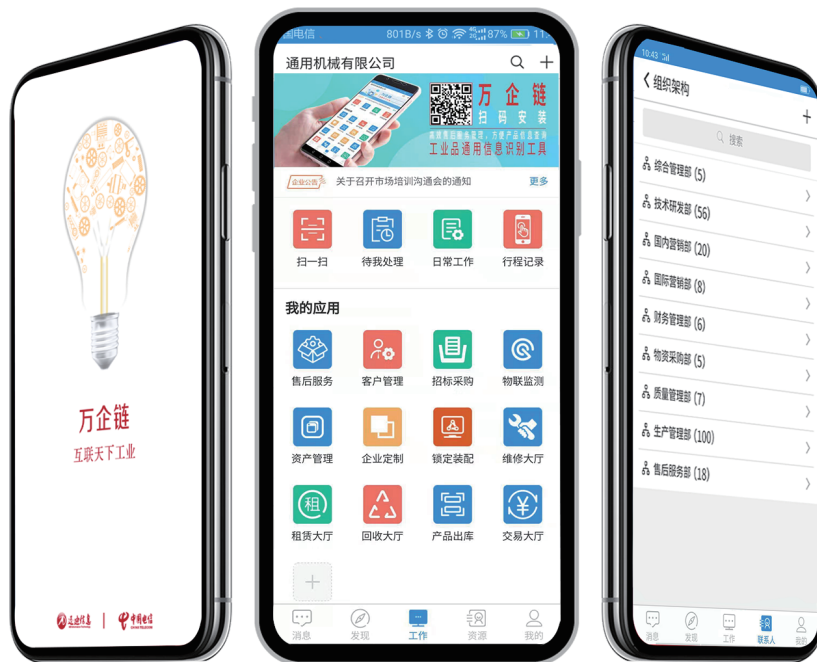 万企链
互联天下工业
中国电信
CHINA TELECOM
国电信
801B/s
87%
11:
通用机械有限公司
万企链
扫码安装
工业品通用信息识别工具
企业公告
关于召开市场培训沟通会的通知
更多
扫一扫
待我处理
日常工作
行程记录
我的应用
售后服务
客户管理
招标采购
物联监测
资产管理
企业定制
锁定装配
维修大厅
租
租赁大厅
回收大厅
产品出库
交易大厅
消息
发现
工作
资源
我的
10:43
组织架构
搜索
综合管理部 (5)
技术研发部 (56)
国内营销部 (20)
国际营销部 (8)
财务管理部 (6)
物资采购部 (5)
质量管理部 (7)
生产管理部 (100)
售后服务部 (18)
消息
发现
工作
联系人
我的